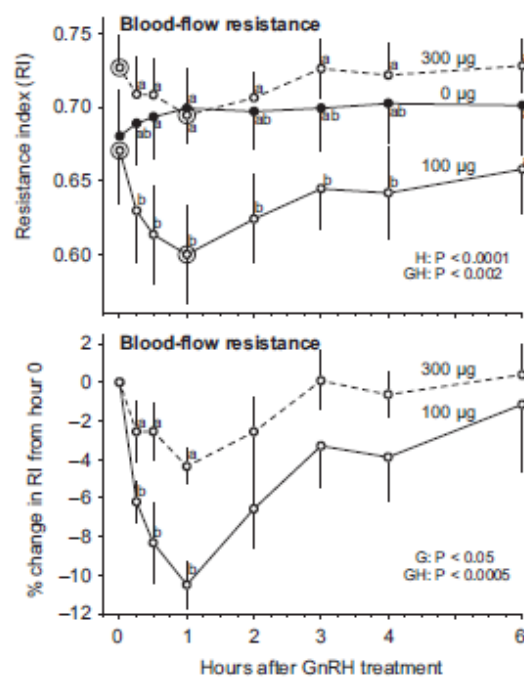 Blood-flow resistance
Resistance index (RI)
0.75
0.70
0.65
0.60
300 µg
0 µg
100 µg
a a a a a a
ab a a ab ab ab
b b b b b b
H: P < 0.0001
GH: P < 0.002
Blood-flow resistance
% change in RI from hour 0
2
0
−2
−4
−6
−8
−10
−12
300 µg
100 µg
a a a
b b b
G: P < 0.05
GH: P < 0.0005
0 1 2 3 4 6
Hours after GnRH treatment